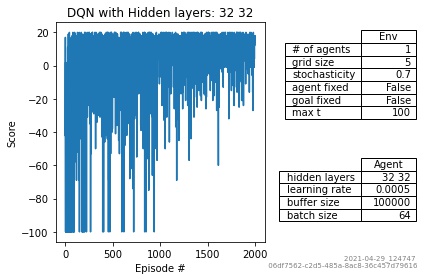 DQN with Hidden layers: 32 32
20
0
−20
−40
−60
−80
−100
0
500
1000
1500
2000
Score
Episode #
Env
# of agents 1
grid size 5
stochasticity 0.7
agent fixed False
goal fixed False
max t 100
Agent
hidden layers 32 32
learning rate 0.0005
buffer size 100000
batch size 64
2021-04-29_124747
06df7562-c2d5-485a-8ac8-36c457d79616